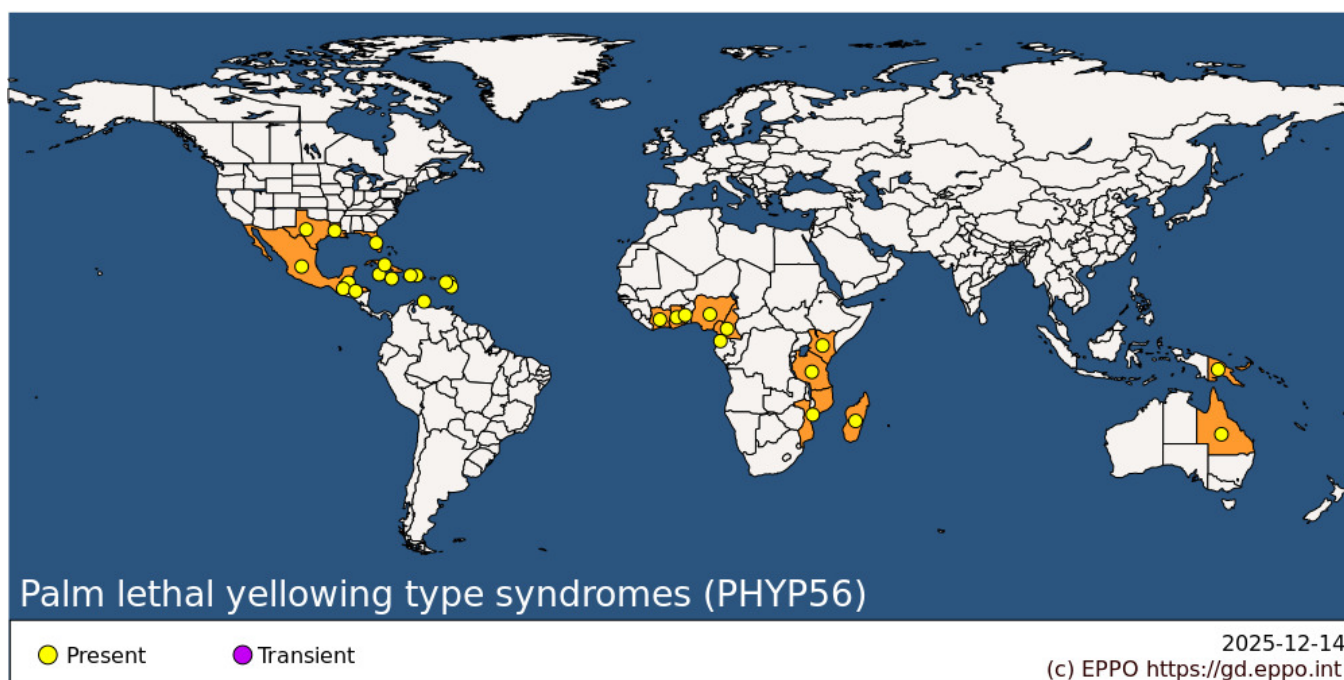 Palm lethal yellowing type syndromes (PHYP56)
Present
Transient
2025-12-14
(c) EPPO https://gd.eppo.int